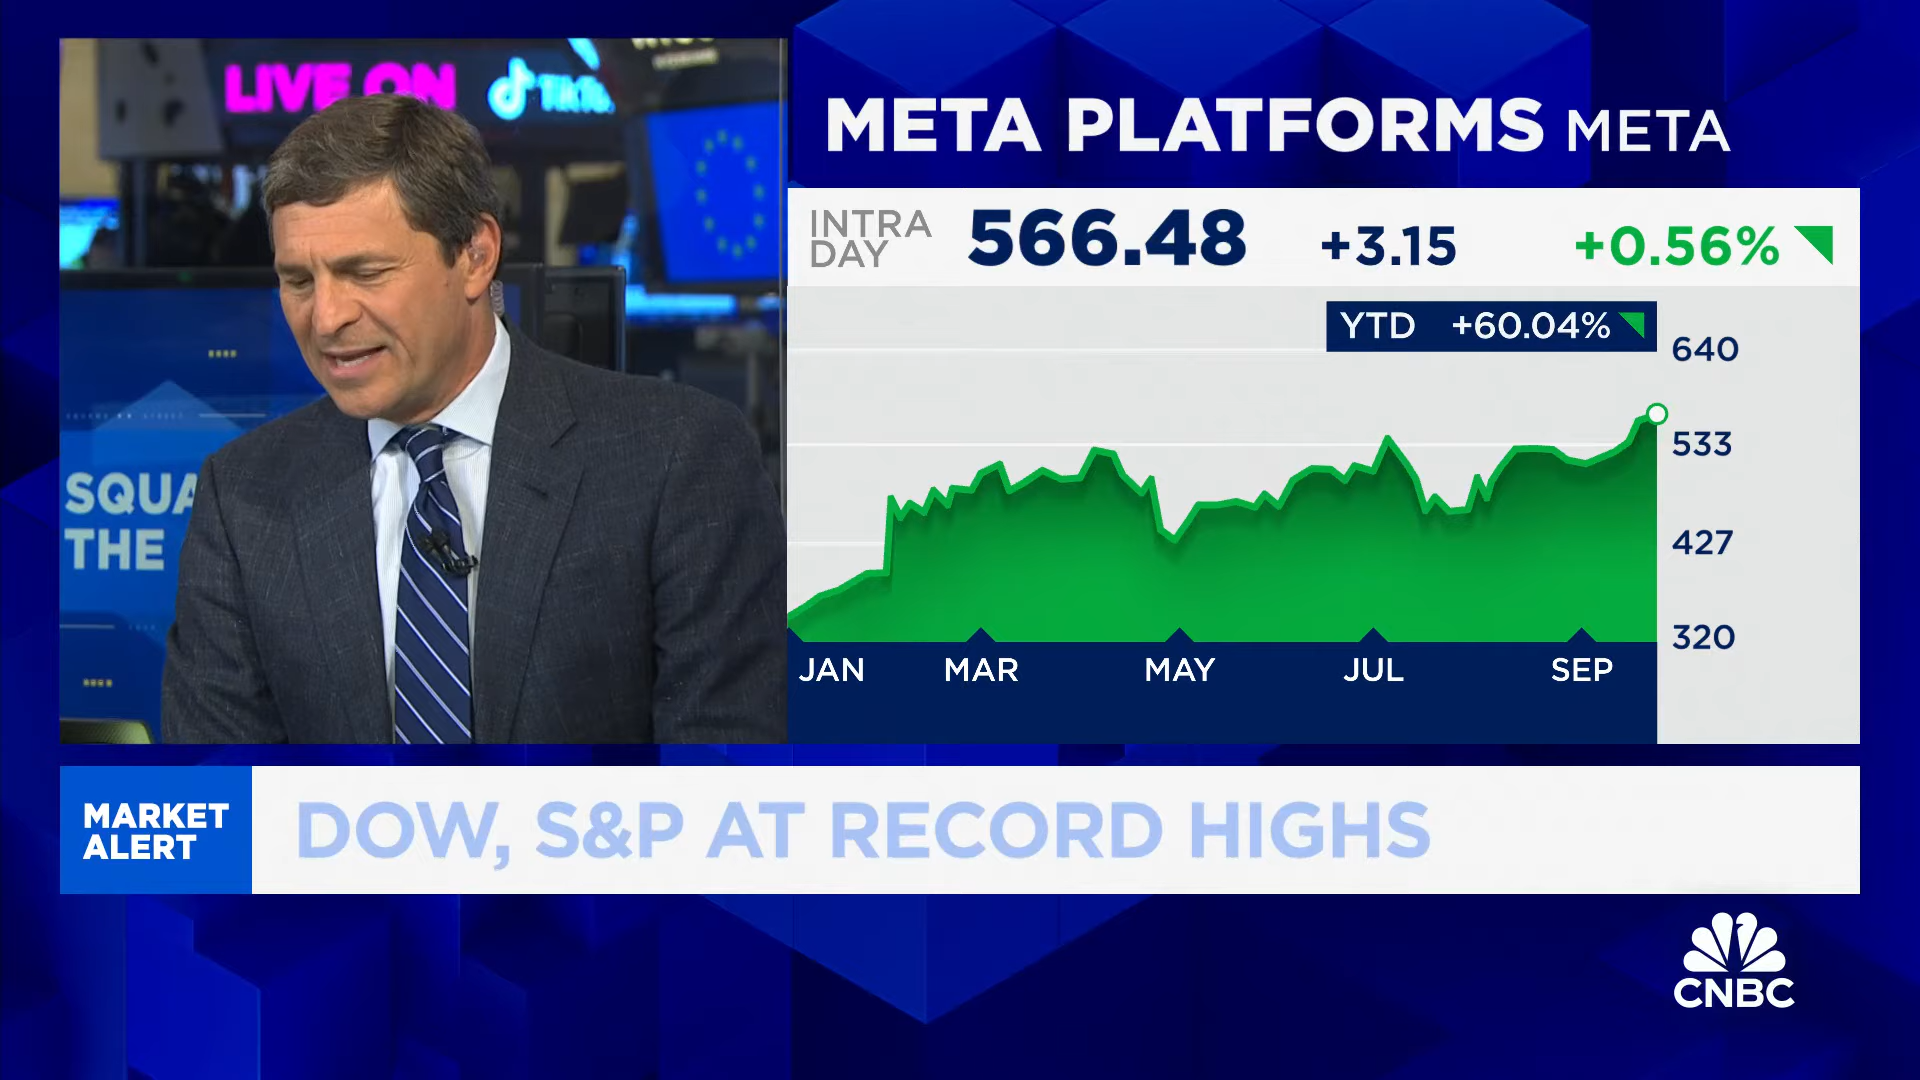 LIVE ON
TikTok
SQUA
THE
META PLATFORMS META
INTRA
DAY
566.48
+3.15
+0.56%
YTD +60.04%
640
533
427
320
JAN MAR MAY JUL SEP
MARKET
ALERT
DOW, S&P AT RECORD HIGHS
CNBC